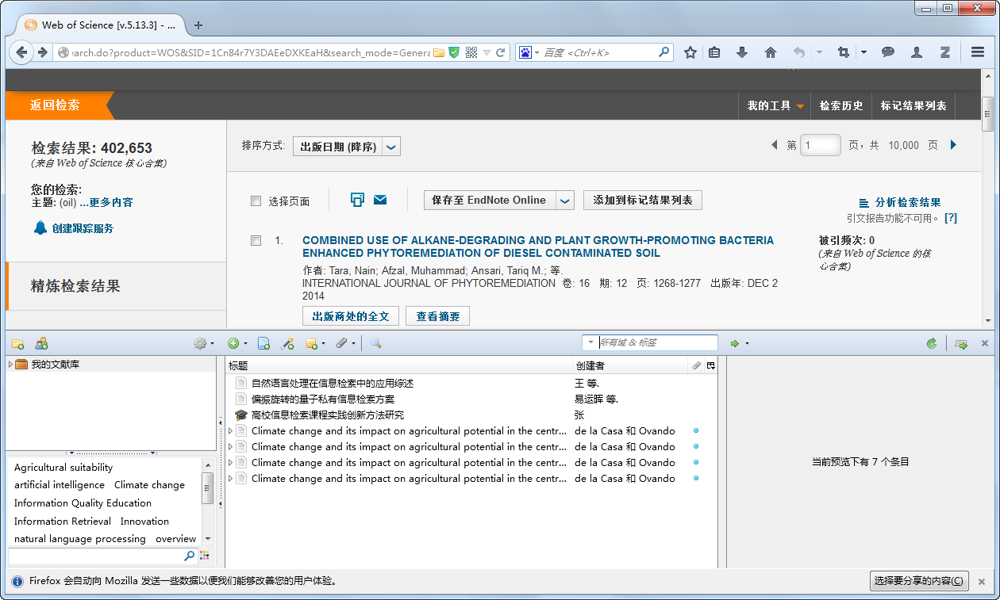 Web of Science [v.5.13.3] - ...
earch.do?product=WOS&SID=1Cn84r7Y3DAEeDXKEaH&search_mode=Genera
百度 <Ctrl+K>
返回检索
我的工具 检索历史 标记结果列表
检索结果: 402,653
(来自 Web of Science 核心合集)
您的检索:
主题: (oil) ...更多内容
创建跟踪服务
精炼检索结果
排序方式: 出版日期 (降序)
第 1 页，共 10,000 页
选择页面 保存至 EndNote Online 添加到标记结果列表
分析检索结果
引文报告功能不可用。 [?]
1. COMBINED USE OF ALKANE-DEGRADING AND PLANT GROWTH-PROMOTING BACTERIA
ENHANCED PHYTOREMEDIATION OF DIESEL CONTAMINATED SOIL
作者: Tara, Nain; Afzal, Muhammad; Ansari, Tariq M.; 等.
INTERNATIONAL JOURNAL OF PHYTOREMEDIATION 卷: 16 期: 12 页: 1268-1277 出版年: DEC 2
2014
出版商处的全文 查看摘要
被引频次: 0
(来自 Web of Science 的核
心合集)
所有域 & 标签
我的文献库
标题 创建者
自然语言处理在信息检索中的应用综述 王 等.
偏振旋转的量子私有信息检索方案 易运晖 等.
高校信息检索课程实践创新方法研究 张
Climate change and its impact on agricultural potential in the centr... de la Casa 和 Ovando
Climate change and its impact on agricultural potential in the centr... de la Casa 和 Ovando
Climate change and its impact on agricultural potential in the centr... de la Casa 和 Ovando
Climate change and its impact on agricultural potential in the centr... de la Casa 和 Ovando
当前预览下有 7 个条目
Agricultural suitability
artificial intelligence Climate change
Information Quality Education
Information Retrieval Innovation
natural language processing overview
Firefox 会自动向 Mozilla 发送一些数据以便我们能够改善您的用户体验。
选择要分享的内容(C)